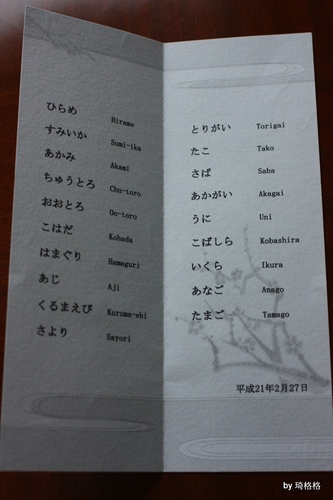 ひらめ Hirame
すみいか Sumi-ika
あかみ Akami
ちゅうとろ Chu-toro
おおとろ Oo-toro
こはだ Kohada
はまぐり Hamaguri
あじ Aji
くるまえび Kuruma-ebi
さより Sayori
とりがい Torigai
たこ Tako
さば Saba
あかがい Akagai
うに Uni
こばしら Kobashira
いくら Ikura
あなご Anago
たまご Tamago
平成21年2月27日
by 琦格格